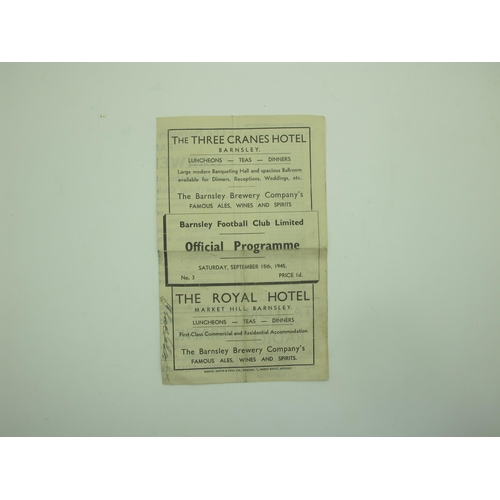 THE THREE CRANES HOTEL
BARNSLEY.
LUNCHEONS — TEAS — DINNERS
Large modern Banqueting Hall and spacious Ballroom
available for Dinners, Receptions, Weddings, etc.
The Barnsley Brewery Company's
FAMOUS ALES, WINES AND SPIRITS
Barnsley Football Club Limited
Official Programme
SATURDAY, SEPTEMBER 15th, 1945.
No. 3 PRICE 1d.
THE ROYAL HOTEL
MARKET HILL, BARNSLEY.
LUNCHEONS — TEAS — DINNERS
First-Class Commercial and Residential Accommodation
The Barnsley Brewery Company's
FAMOUS ALES, WINES AND SPIRITS.